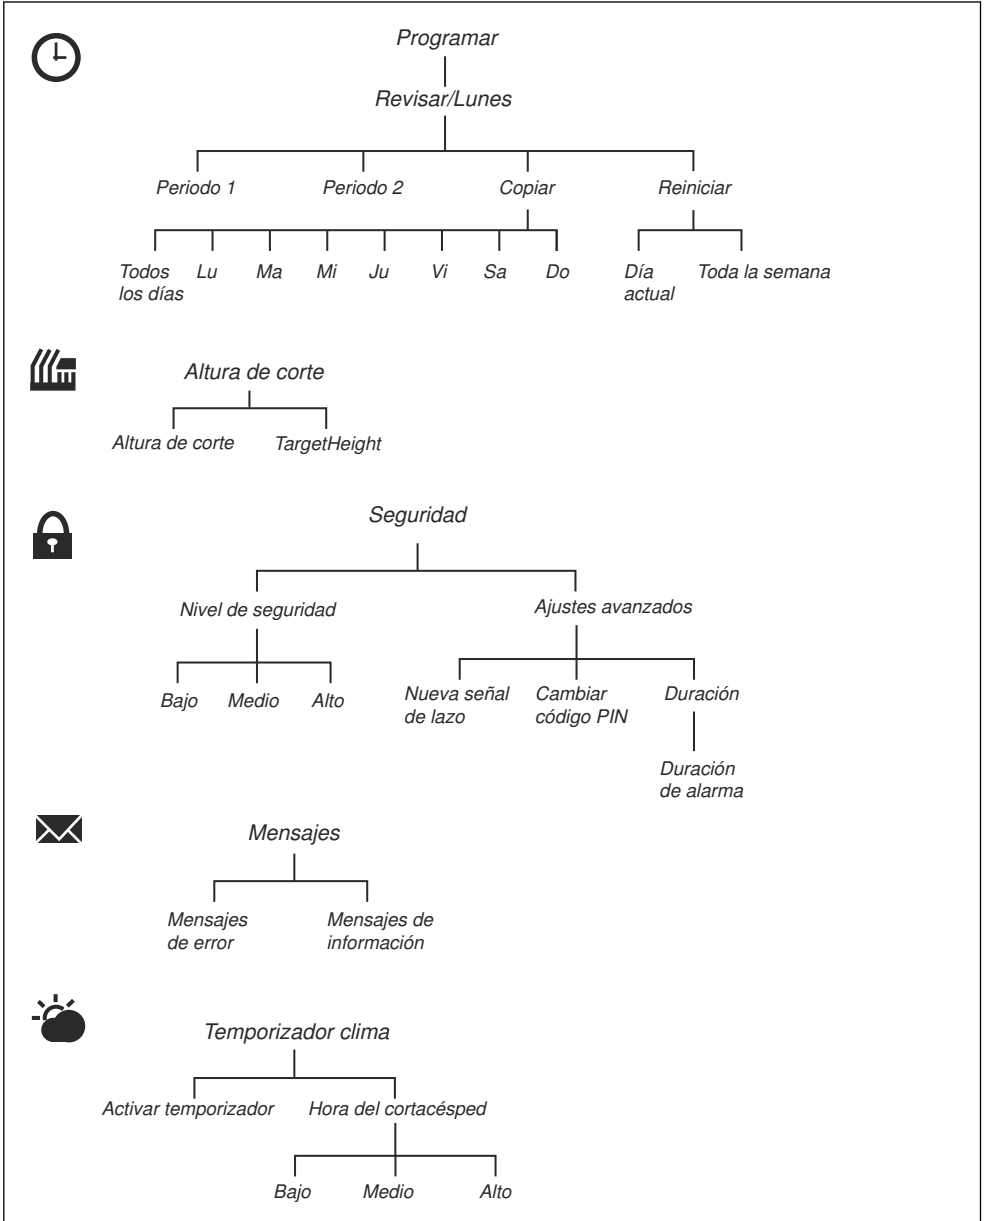 Programar
Revisar/Lunes
Periodo 1 Periodo 2 Copiar Reiniciar
Todos los días Lu Ma Mi Ju Vi Sa Do Día actual Toda la semana
Altura de corte
Altura de corte TargetHeight
Seguridad
Nivel de seguridad Ajustes avanzados
Bajo Medio Alto Nueva señal de lazo Cambiar código PIN Duración
Duración
de alarma
Mensajes
Mensajes de error Mensajes de información
Temporizador clima
Activar temporizador Hora del cortacésped
Bajo Medio Alto